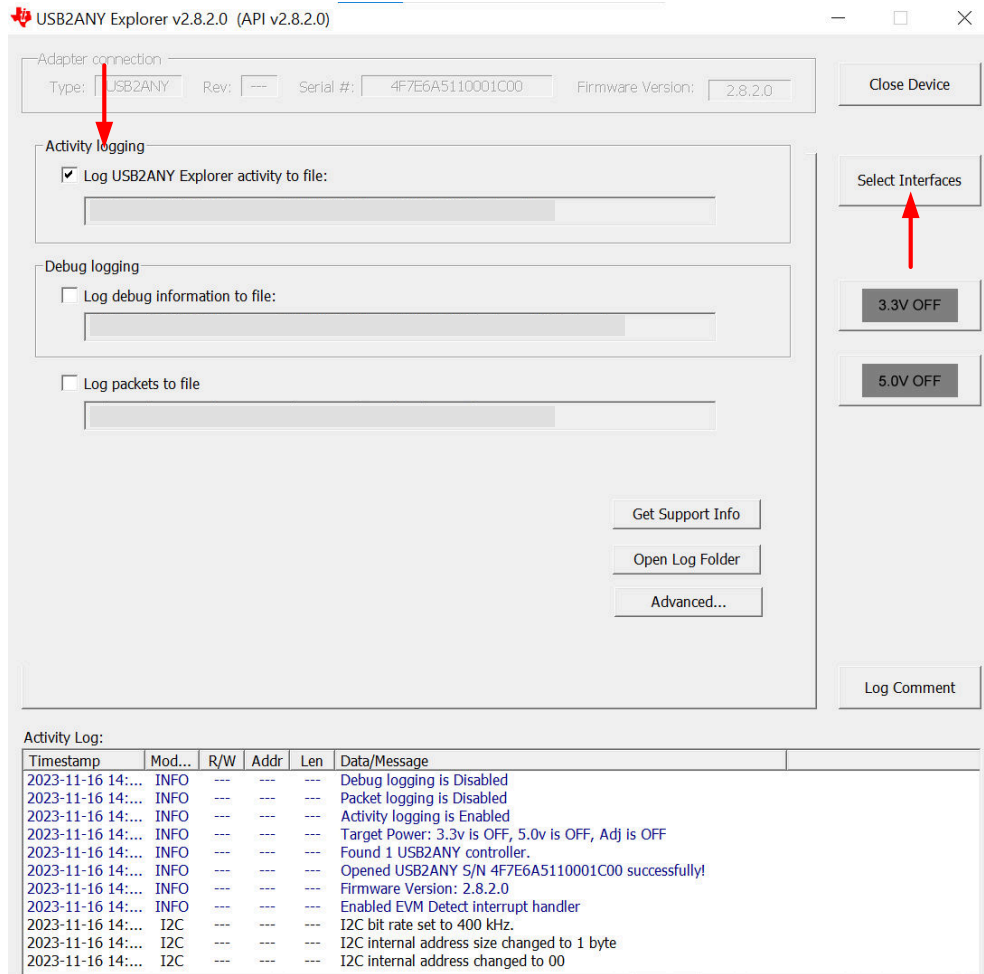 USB2ANY Explorer v2.8.2.0 (API v2.8.2.0)
Adapter connection
Type: USB2ANY Rev: --- Serial #: 4F7E6A5110001C00 Firmware Version: 2.8.2.0
Close Device
Activity logging
Log USB2ANY Explorer activity to file:
Select Interfaces
Debug logging
Log debug information to file:
3.3V OFF
Log packets to file
5.0V OFF
Get Support Info
Open Log Folder
Advanced...
Log Comment
Activity Log:
Timestamp Mod... R/W Addr Len Data/Message
2023-11-16 14:... INFO --- --- --- Debug logging is Disabled
2023-11-16 14:... INFO --- --- --- Packet logging is Disabled
2023-11-16 14:... INFO --- --- --- Activity logging is Enabled
2023-11-16 14:... INFO --- --- --- Target Power: 3.3v is OFF, 5.0v is OFF, Adj is OFF
2023-11-16 14:... INFO --- --- --- Found 1 USB2ANY controller.
2023-11-16 14:... INFO --- --- --- Opened USB2ANY S/N 4F7E6A5110001C00 successfully!
2023-11-16 14:... INFO --- --- --- Firmware Version: 2.8.2.0
2023-11-16 14:... INFO --- --- --- Enabled EVM Detect interrupt handler
2023-11-16 14:... I2C --- --- --- I2C bit rate set to 400 kHz.
2023-11-16 14:... I2C --- --- --- I2C internal address size changed to 1 byte
2023-11-16 14:... I2C --- --- --- I2C internal address changed to 00